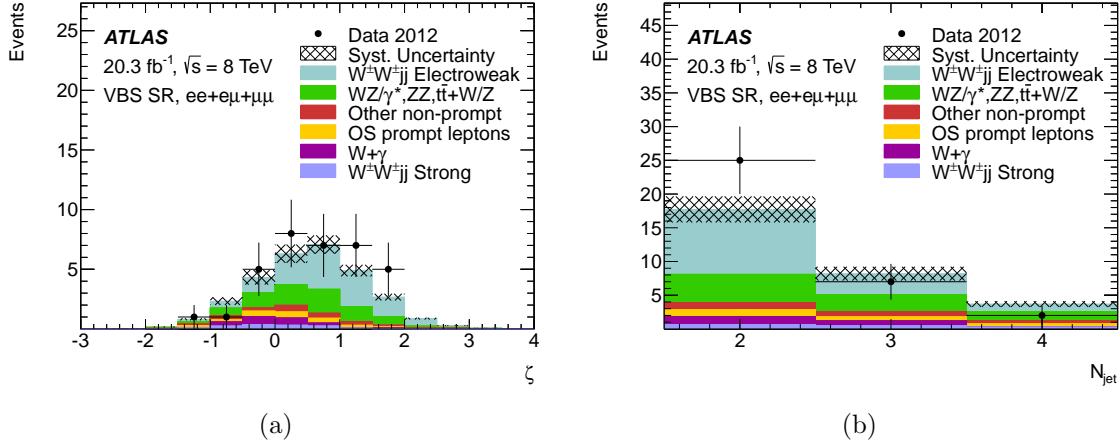 Events
25
20
15
10
5
ATLAS
20.3 fb⁻¹, √s = 8 TeV
VBS SR, ee+eμ+μμ
Data 2012
Syst. Uncertainty
W±W±jj Electroweak
WZ/γ*,ZZ,tt̄+W/Z
Other non-prompt
OS prompt leptons
W+γ
W±W±jj Strong
-3 -2 -1 0 1 2 3 4
ζ
(a)
Events
45
40
35
30
25
20
15
10
5
ATLAS
20.3 fb⁻¹, √s = 8 TeV
VBS SR, ee+eμ+μμ
Data 2012
Syst. Uncertainty
W±W±jj Electroweak
WZ/γ*,ZZ,tt̄+W/Z
Other non-prompt
OS prompt leptons
W+γ
W±W±jj Strong
2 3 4
N_jet
(b)